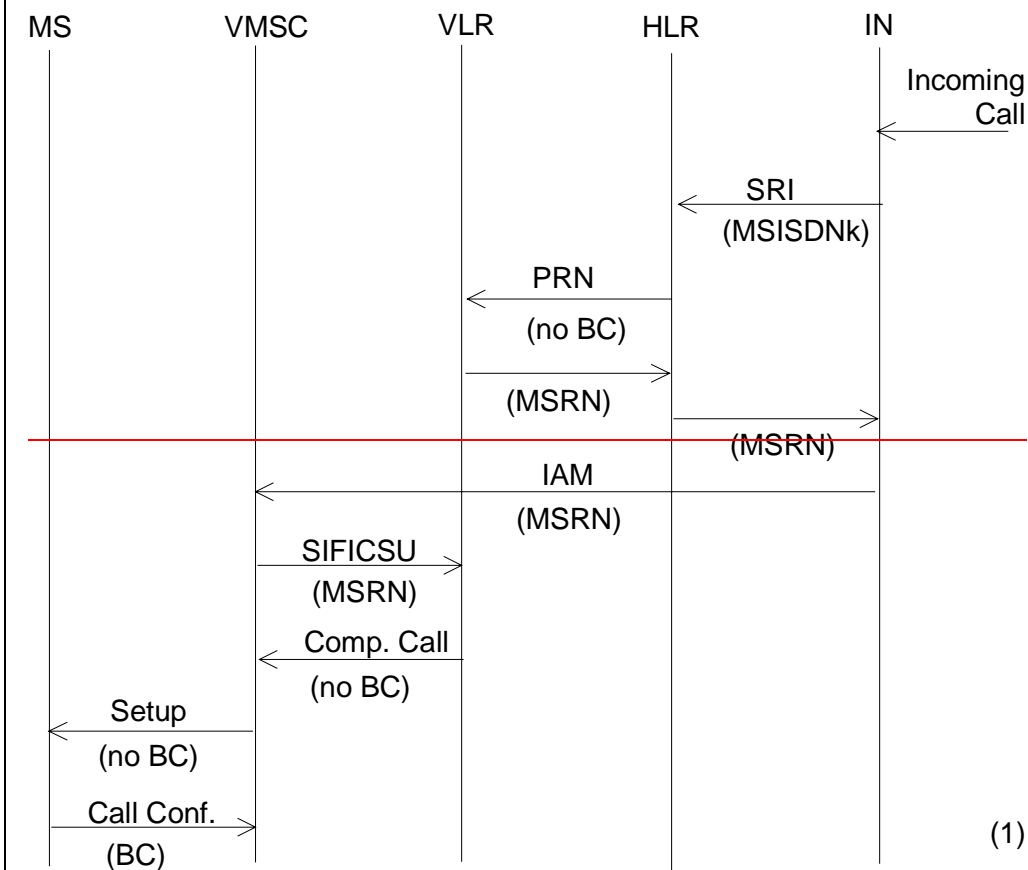 MS VMSC VLR HLR IN
Incoming
Call
SRI
(MSISDNk)
PRN
(no BC)
(MSRN)
(MSRN)
IAM
(MSRN)
SIFICSU
(MSRN)
Comp. Call
(no BC)
Setup
(no BC)
Call Conf.
(BC)
(1)